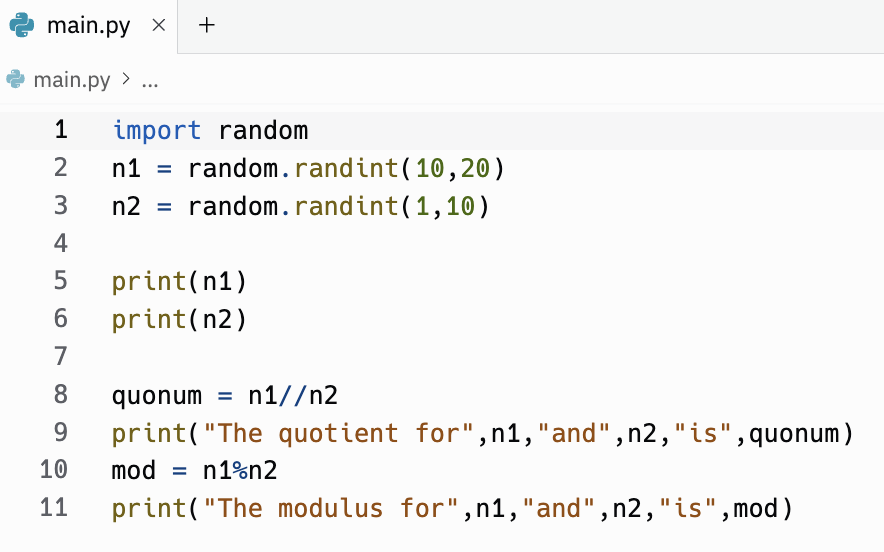 main.py × +
main.py > ...
1 import random
2 n1 = random.randint(10,20)
3 n2 = random.randint(1,10)
4
5 print(n1)
6 print(n2)
7
8 quonum = n1//n2
9 print("The quotient for",n1,"and",n2,"is",quonum)
10 mod = n1%n2
11 print("The modulus for",n1,"and",n2,"is",mod)